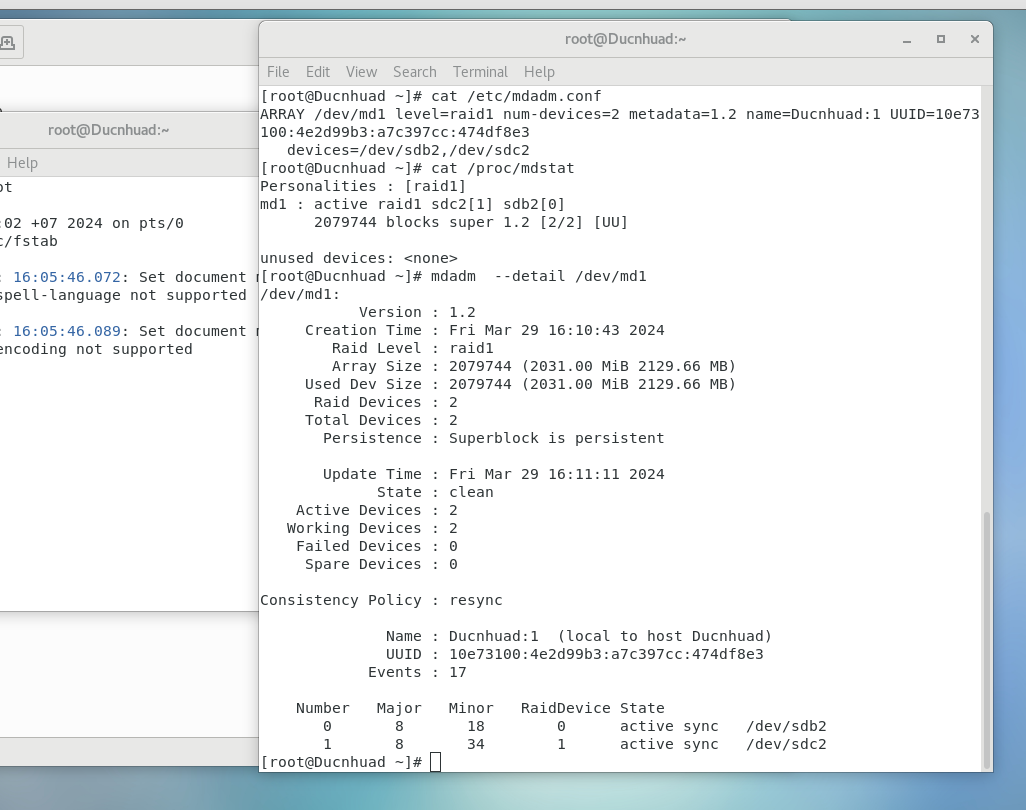 root@Ducnhuad:~
File Edit View Search Terminal Help
[root@Ducnhuad ~]# cat /etc/mdadm.conf
ARRAY /dev/md1 level=raid1 num-devices=2 metadata=1.2 name=Ducnhuad:1 UUID=10e73
100:4e2d99b3:a7c397cc:474df8e3
   devices=/dev/sdb2,/dev/sdc2
[root@Ducnhuad ~]# cat /proc/mdstat
Personalities : [raid1]
md1 : active raid1 sdc2[1] sdb2[0]
      2079744 blocks super 1.2 [2/2] [UU]
unused devices: <none>
[root@Ducnhuad ~]# mdadm  --detail /dev/md1
/dev/md1:
           Version : 1.2
     Creation Time : Fri Mar 29 16:10:43 2024
        Raid Level : raid1
        Array Size : 2079744 (2031.00 MiB 2129.66 MB)
     Used Dev Size : 2079744 (2031.00 MiB 2129.66 MB)
      Raid Devices : 2
     Total Devices : 2
       Persistence : Superblock is persistent
       Update Time : Fri Mar 29 16:11:11 2024
             State : clean
    Active Devices : 2
   Working Devices : 2
    Failed Devices : 0
     Spare Devices : 0
Consistency Policy : resync
              Name : Ducnhuad:1  (local to host Ducnhuad)
              UUID : 10e73100:4e2d99b3:a7c397cc:474df8e3
            Events : 17
    Number   Major   Minor   RaidDevice State
       0       8       18        0      active sync   /dev/sdb2
       1       8       34        1      active sync   /dev/sdc2
[root@Ducnhuad ~]#
root@Ducnhuad:~
Help
ot
:02 +07 2024 on pts/0
c/fstab
: 16:05:46.072: Set document
spell-language not supported
: 16:05:46.089: Set document
encoding not supported